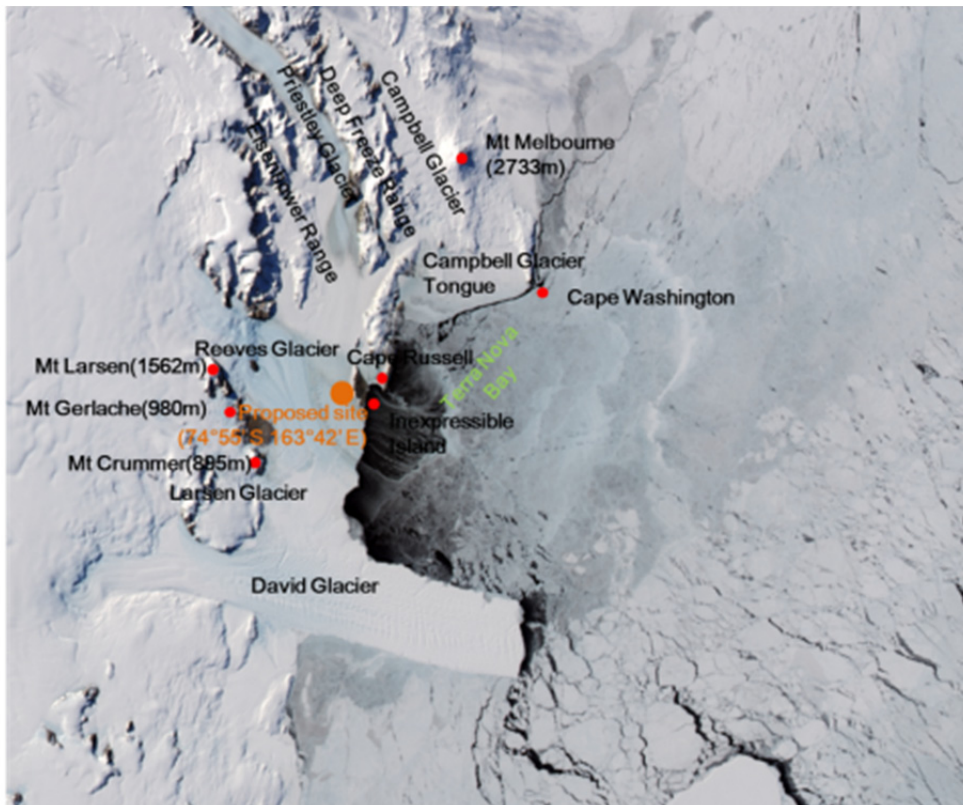 Priestley Glacier
Deep Freeze Range
Campbell Glacier
Eisenhower Range
Mt Melbourne
(2733m)
Campbell Glacier
Tongue
Cape Washington
Terra Nova
Bay
Reeves Glacier
Cape Russell
Mt Larsen(1562m)
Mt Gerlache(980m)
Proposed site
(74°55' S 163°42' E)
Inexpressible
Island
Mt Crummer(895m)
Larsen Glacier
David Glacier